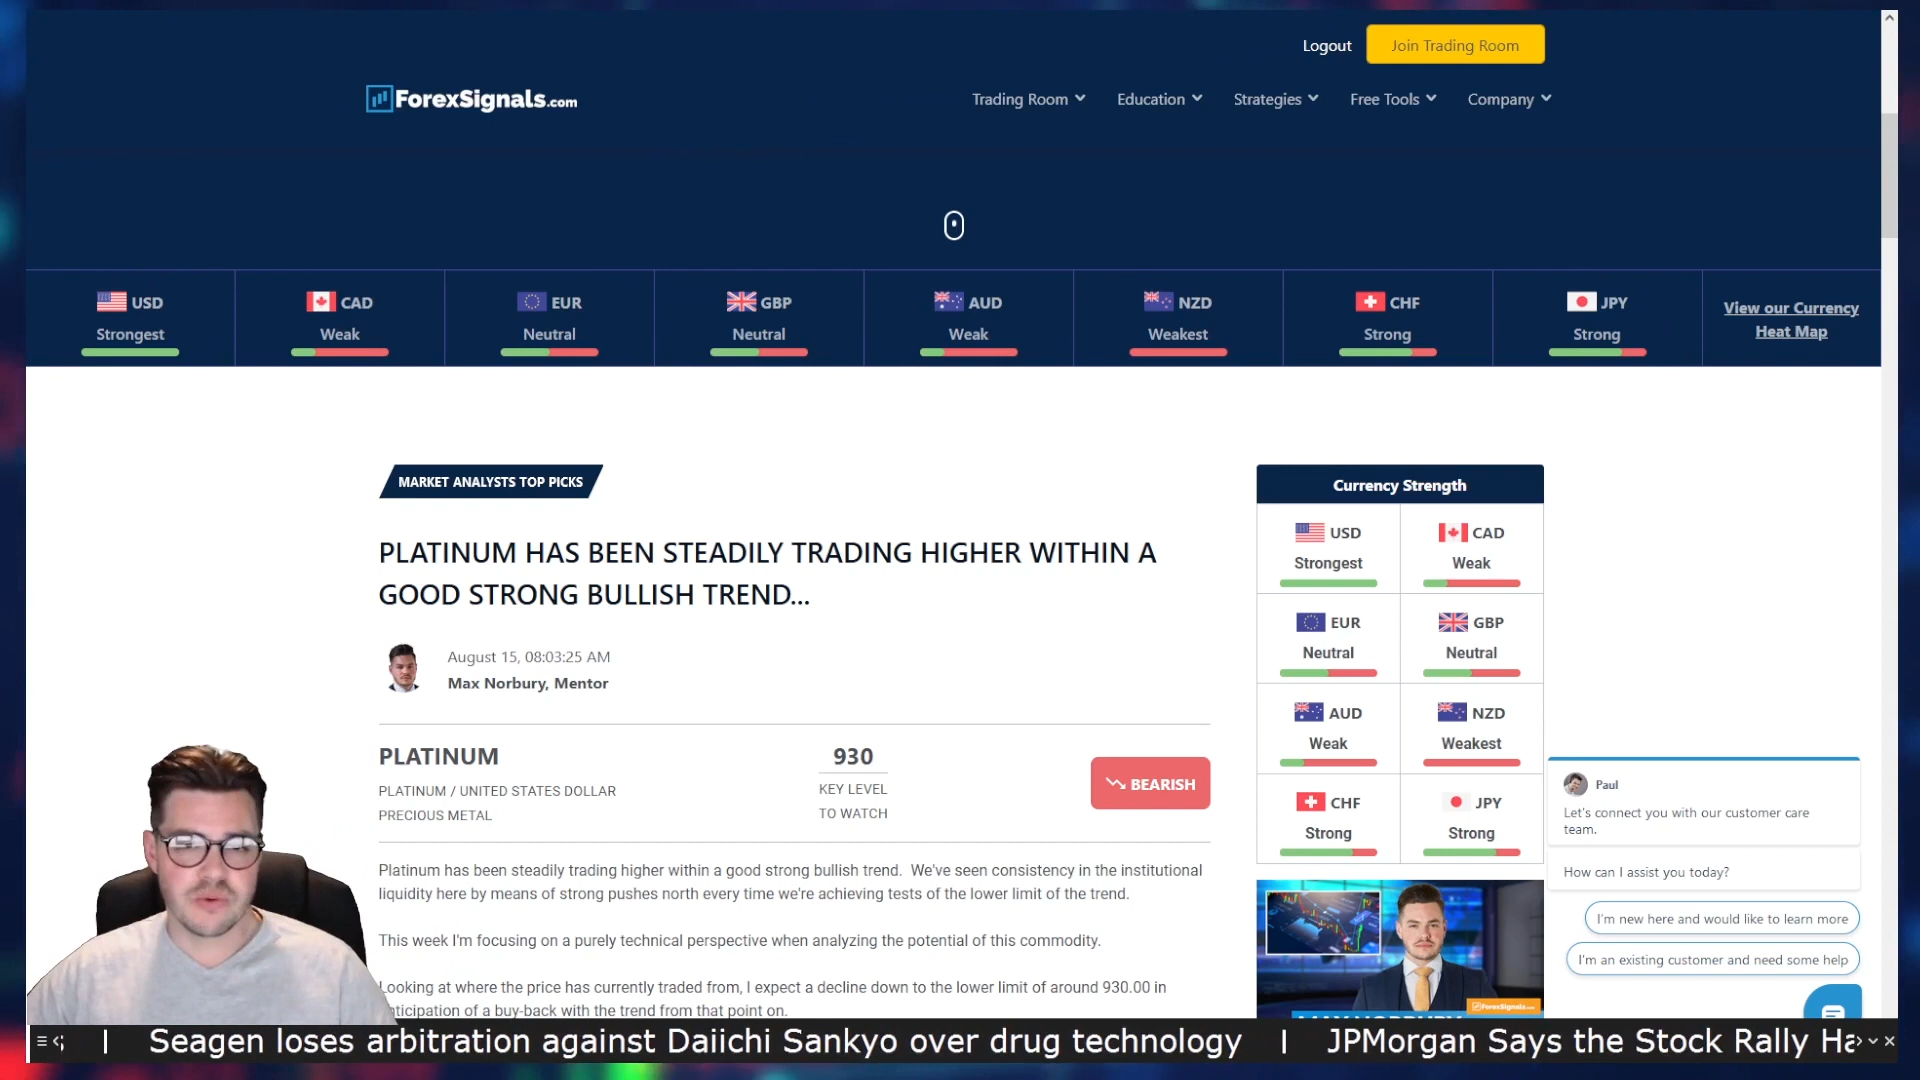 Logout
Join Trading Room
ForexSignals.com
Trading Room
Education
Strategies
Free Tools
Company
USD
Strongest
CAD
Weak
EUR
Neutral
GBP
Neutral
AUD
Weak
NZD
Weakest
CHF
Strong
JPY
Strong
View our Currency
Heat Map
MARKET ANALYSTS TOP PICKS
PLATINUM HAS BEEN STEADILY TRADING HIGHER WITHIN A
GOOD STRONG BULLISH TREND...
August 15, 08:03:25 AM
Max Norbury, Mentor
PLATINUM
PLATINUM / UNITED STATES DOLLAR
PRECIOUS METAL
930
KEY LEVEL
TO WATCH
BEARISH
Platinum has been steadily trading higher within a good strong bullish trend. We've seen consistency in the institutional
liquidity here by means of strong pushes north every time we're achieving tests of the lower limit of the trend.
This week I'm focusing on a purely technical perspective when analyzing the potential of this commodity.
Looking at where the price has currently traded from, I expect a decline down to the lower limit of around 930.00 in
nticipation of a buy-back with the trend from that point on.
Currency Strength
USD
Strongest
CAD
Weak
EUR
Neutral
GBP
Neutral
AUD
Weak
NZD
Weakest
CHF
Strong
JPY
Strong
ForexSignals.com
Paul
Let's connect you with our customer care
team.
How can I assist you today?
I'm new here and would like to learn more
I'm an existing customer and need some help
| Seagen loses arbitration against Daiichi Sankyo over drug technology | JPMorgan Says the Stock Rally Ha